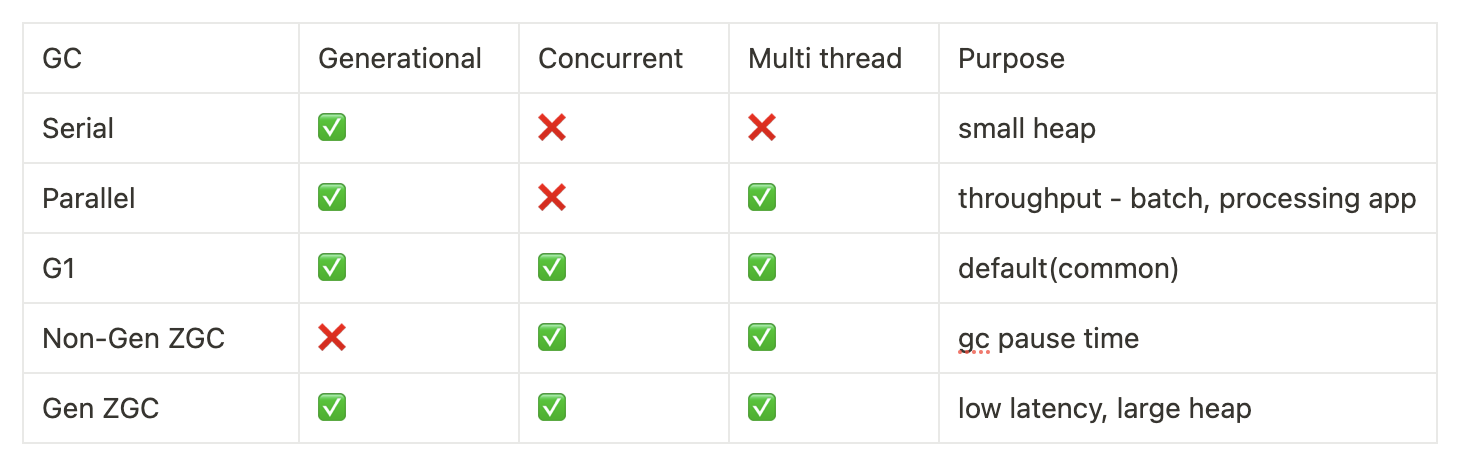 GC Generational Concurrent Multi thread Purpose
Serial ✅ ❌ ❌ small heap
Parallel ✅ ❌ ✅ throughput - batch, processing app
G1 ✅ ✅ ✅ default(common)
Non-Gen ZGC ❌ ✅ ✅ gc pause time
Gen ZGC ✅ ✅ ✅ low latency, large heap